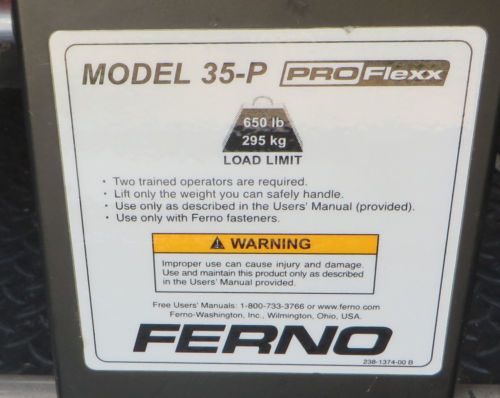 MODEL 35-P PROFlexx
650 lb
295 kg
LOAD LIMIT
• Two trained operators are required.
• Lift only the weight you can safely handle.
• Use only as described in the Users' Manual (provided).
• Use only with Ferno fasteners.
WARNING
Improper use can cause injury and damage.
Use and maintain this product only as described
in the Users' Manual provided.
Free Users' Manuals: 1-800-733-3766 or www.ferno.com
Ferno-Washington, Inc., Wilmington, Ohio, USA.
FERNO
238-1374-00 B